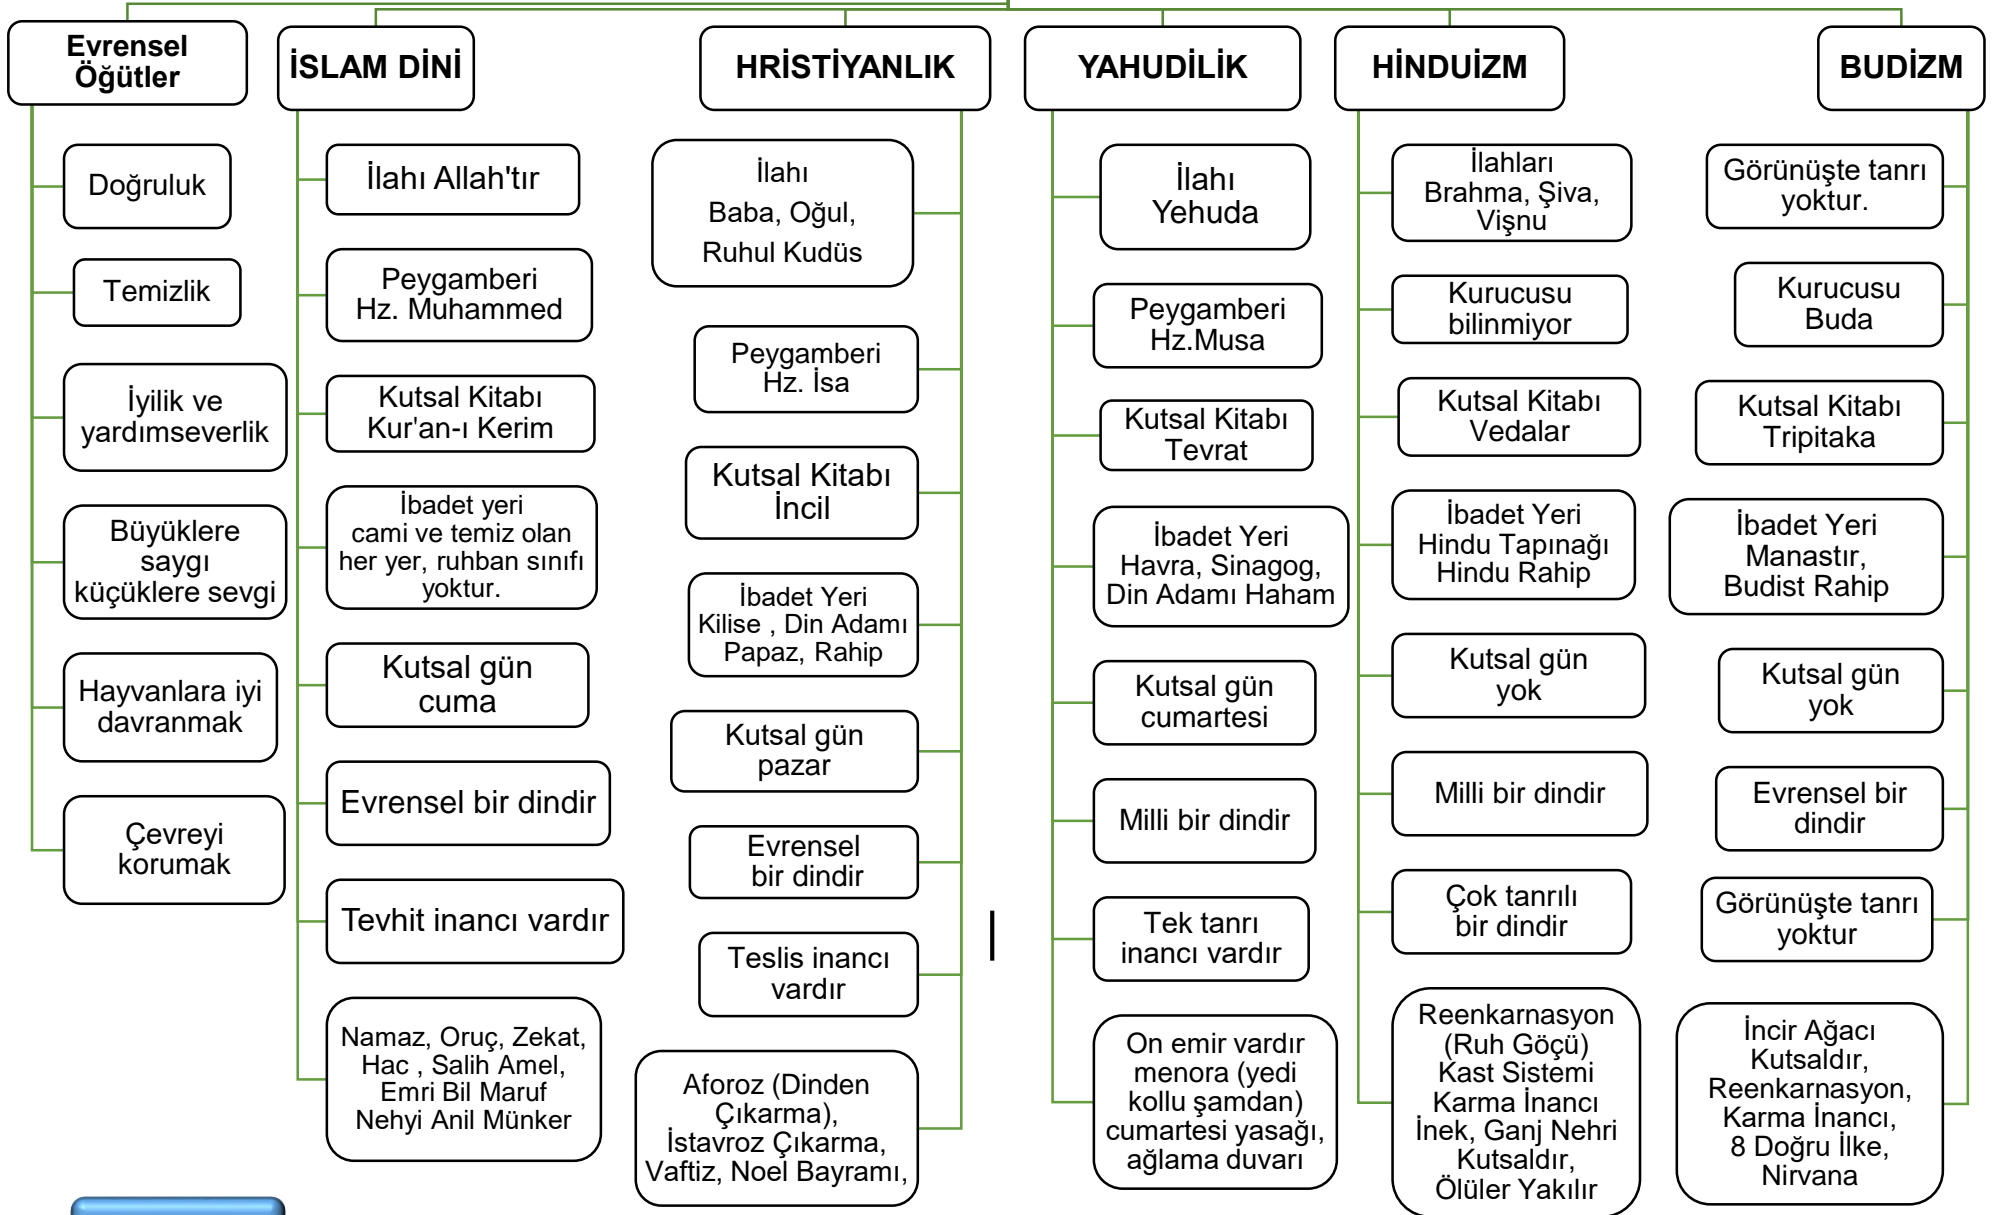 Evrensel
Öğütler
Doğruluk
Temizlik
İyilik ve
yardımseverlik
Büyüklere
saygı
küçüklere sevgi
Hayvanlara iyi
davranmak
Çevreyi
korumak
İSLAM DİNİ
İlahı Allah'tır
Peygamberi
Hz. Muhammed
Kutsal Kitabı
Kur'an-ı Kerim
İbadet yeri
cami ve temiz olan
her yer, ruhban sınıfı
yoktur.
Kutsal gün
cuma
Evrensel bir dindir
Tevhit inancı vardır
Namaz, Oruç, Zekat,
Hac , Salih Amel,
Emri Bil Maruf
Nehyi Anil Münker
HRİSTİYANLIK
İlahı
Baba, Oğul,
Ruhul Kudüs
Peygamberi
Hz. İsa
Kutsal Kitabı
İncil
İbadet Yeri
Kilise , Din Adamı
Papaz, Rahip
Kutsal gün
pazar
Evrensel
bir dindir
Teslis inancı
vardır
Aforoz (Dinden
Çıkarma),
İstavroz Çıkarma,
Vaftiz, Noel Bayramı,
YAHUDİLİK
İlahı
Yehuda
Peygamberi
Hz.Musa
Kutsal Kitabı
Tevrat
İbadet Yeri
Havra, Sinagog,
Din Adamı Haham
Kutsal gün
cumartesi
Milli bir dindir
Tek tanrı
inancı vardır
On emir vardır
menora (yedi
kollu şamdan)
cumartesi yasağı,
ağlama duvarı
HİNDUİZM
İlahları
Brahma, Şiva,
Vişnu
Kurucusu
bilinmiyor
Kutsal Kitabı
Vedalar
İbadet Yeri
Hindu Tapınağı
Hindu Rahip
Kutsal gün
yok
Milli bir dindir
Çok tanrılı
bir dindir
Reenkarnasyon
(Ruh Göçü)
Kast Sistemi
Karma İnancı
İnek, Ganj Nehri
Kutsaldır,
Ölüler Yakılır
BUDİZM
Görünüşte tanrı
yoktur.
Kurucusu
Buda
Kutsal Kitabı
Tripitaka
İbadet Yeri
Manastır,
Budist Rahip
Kutsal gün
yok
Evrensel bir
dindir
Görünüşte tanrı
yoktur
İncir Ağacı
Kutsaldır,
Reenkarnasyon,
Karma İnancı,
8 Doğru İlke,
Nirvana